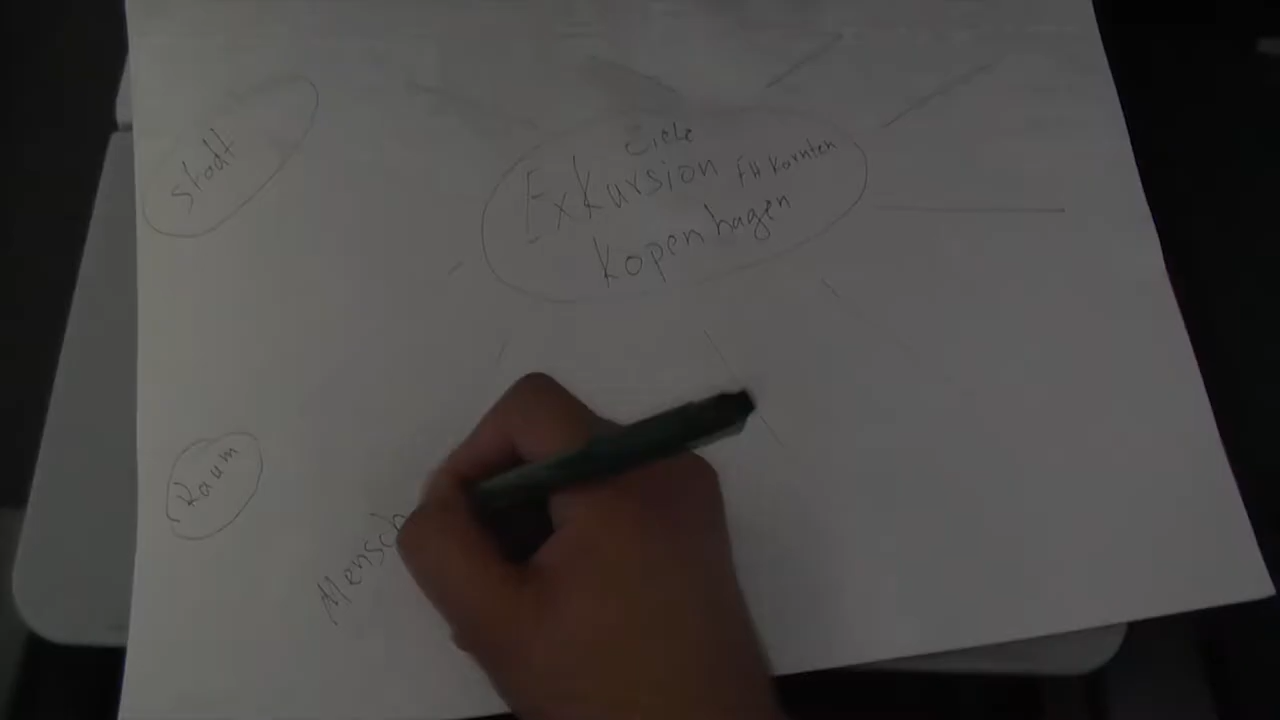 Stadt
Ziele
Exkursion FH Kärnten
Kopenhagen
Raum
Mensch